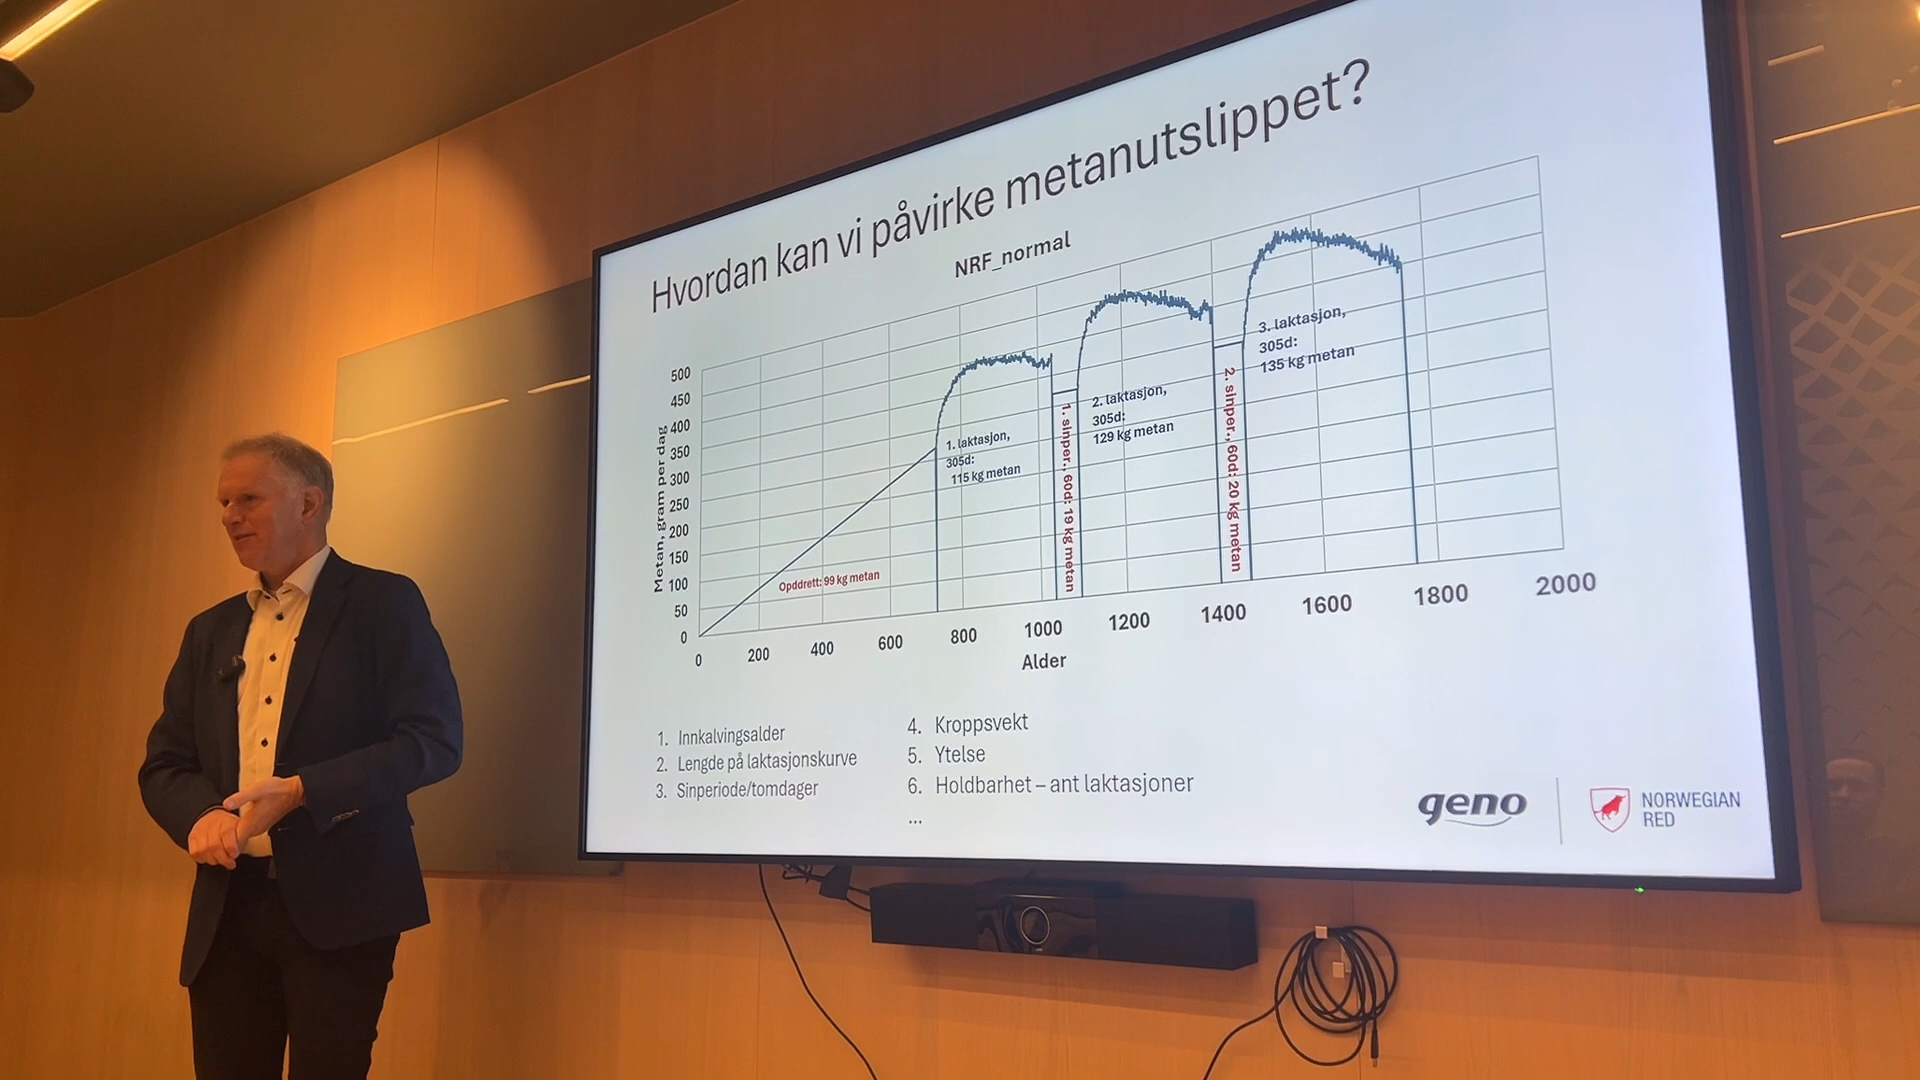 Hvordan kan vi påvirke metanutslippet?
NRF_normal
Metan, gram per dag
500
450
400
350
300
250
200
150
100
50
0
Oppdrett: 99 kg metan
1. laktasjon,
305d:
115 kg metan
1. sinper., 60d: 19 kg metan
2. laktasjon,
305d:
129 kg metan
2. sinper., 60d: 20 kg metan
3. laktasjon,
305d:
135 kg metan
0 200 400 600 800 1000 1200 1400 1600 1800 2000
Alder
1. Innkalvingsalder
2. Lengde på laktasjonskurve
3. Sinperiode/tomdager
4. Kroppsvekt
5. Ytelse
6. Holdbarhet – ant laktasjoner
...
geno
NORWEGIAN
RED